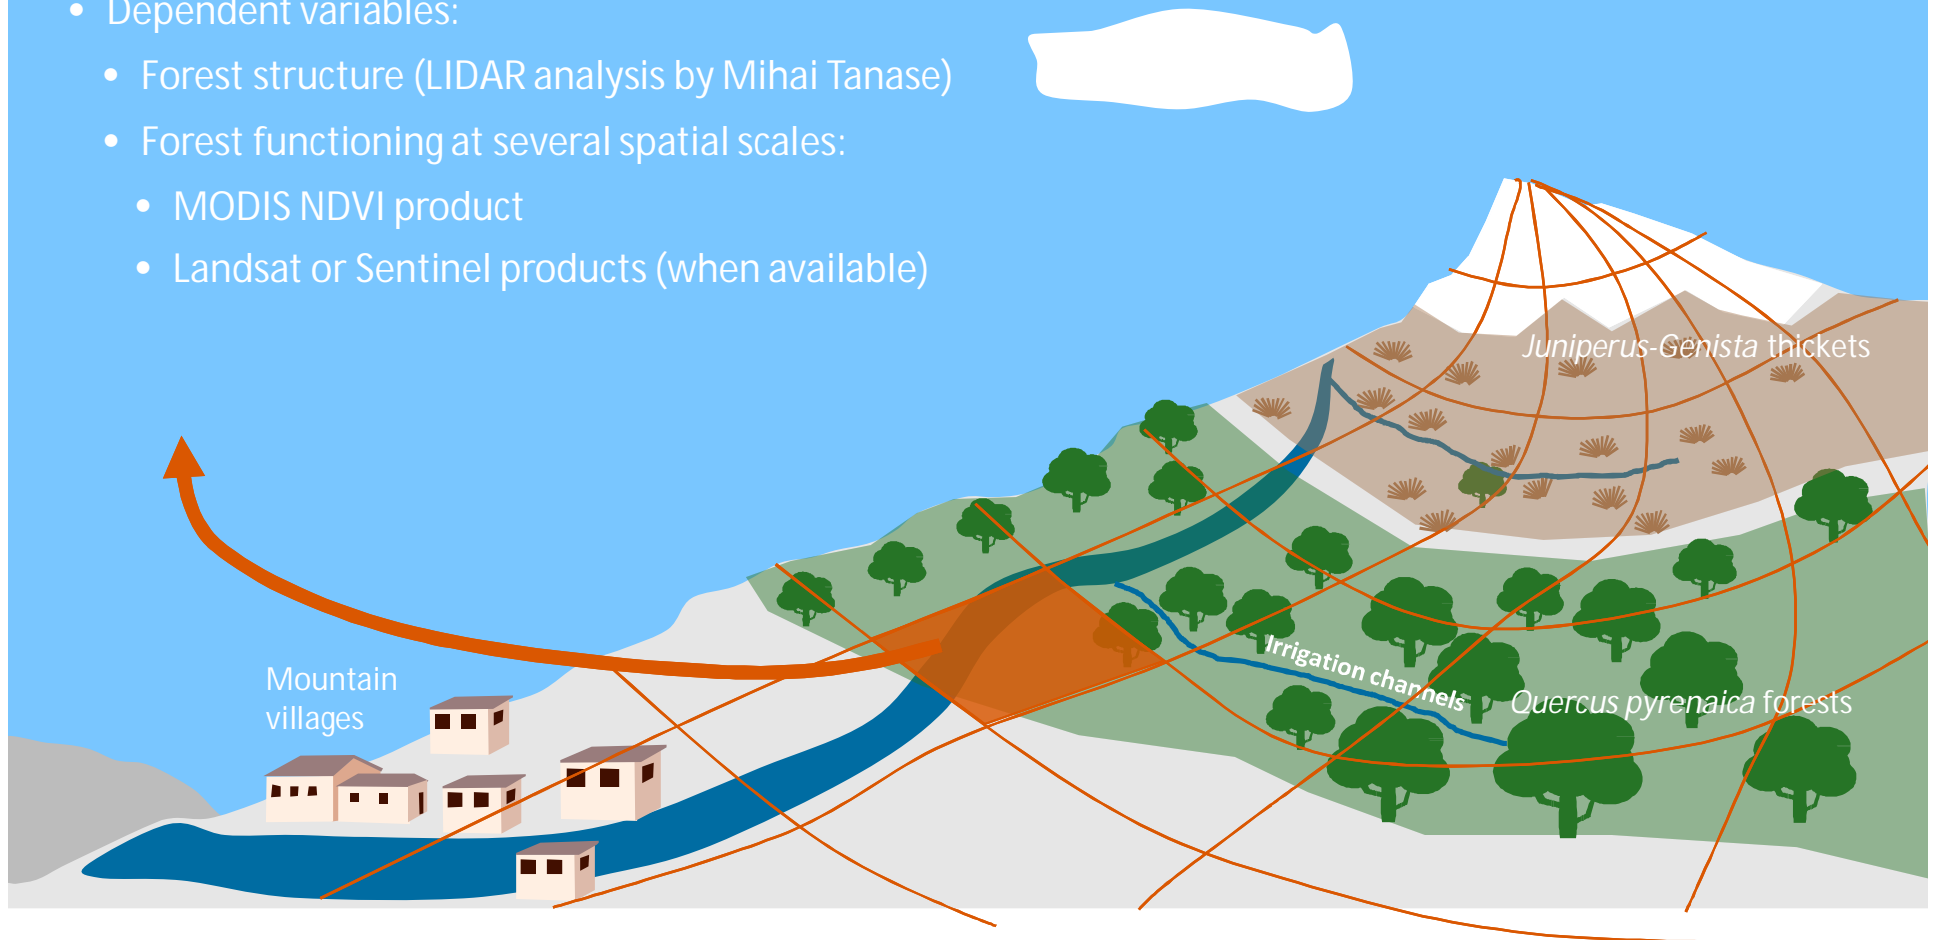 • Dependent variables:
• Forest structure (LIDAR analysis by Mihai Tanase)
• Forest functioning at several spatial scales:
• MODIS NDVI product
• Landsat or Sentinel products (when available)
Juniperus-Genista thickets
Irrigation channels
Mountain
villages
Quercus pyrenaica forests